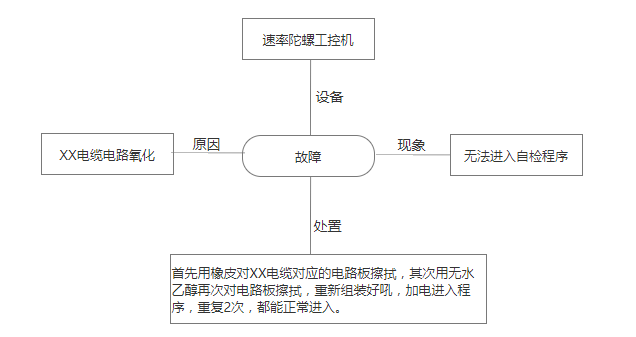 速率陀螺工控机
设备
原因
现象
XX电缆电路氧化
故障
无法进入自检程序
处置
首先用橡皮对XX电缆对应的电路板擦拭，其次用无水
乙醇再次对电路板擦拭，重新组装好吼，加电进入程
序，重复2次，都能正常进入。